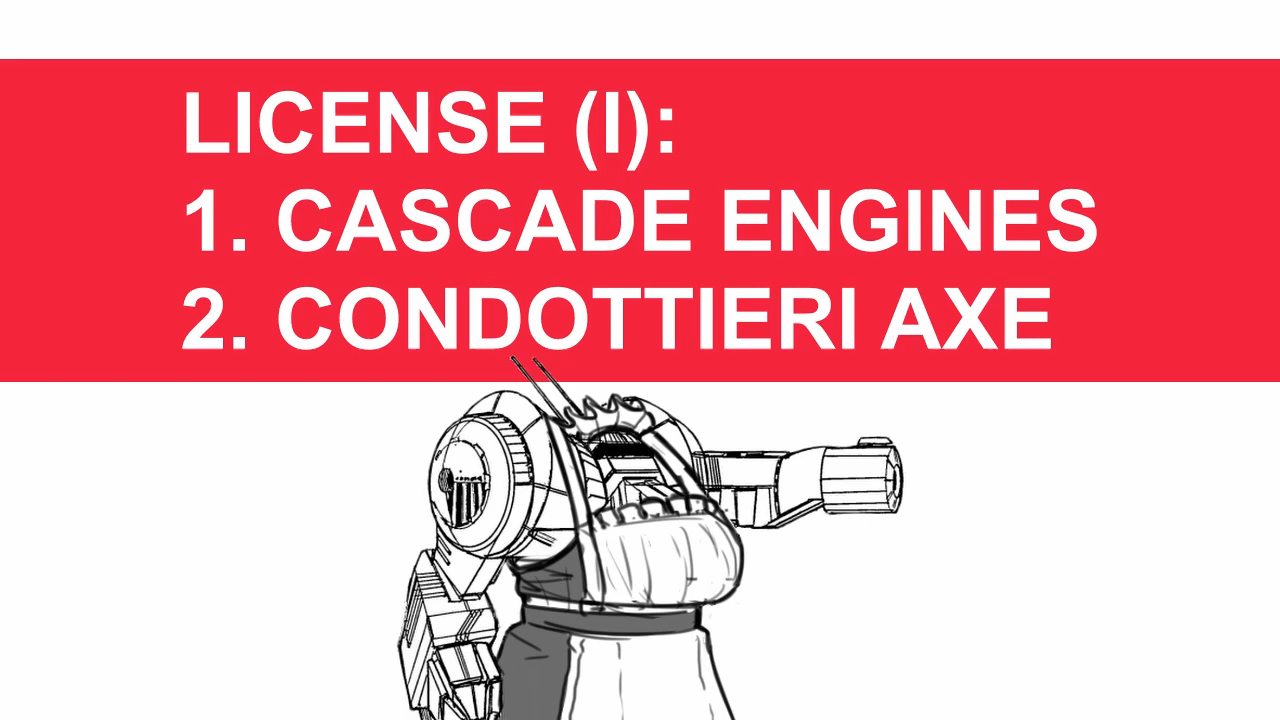 LICENSE (I):
1. CASCADE ENGINES
2. CONDOTTIERI AXE